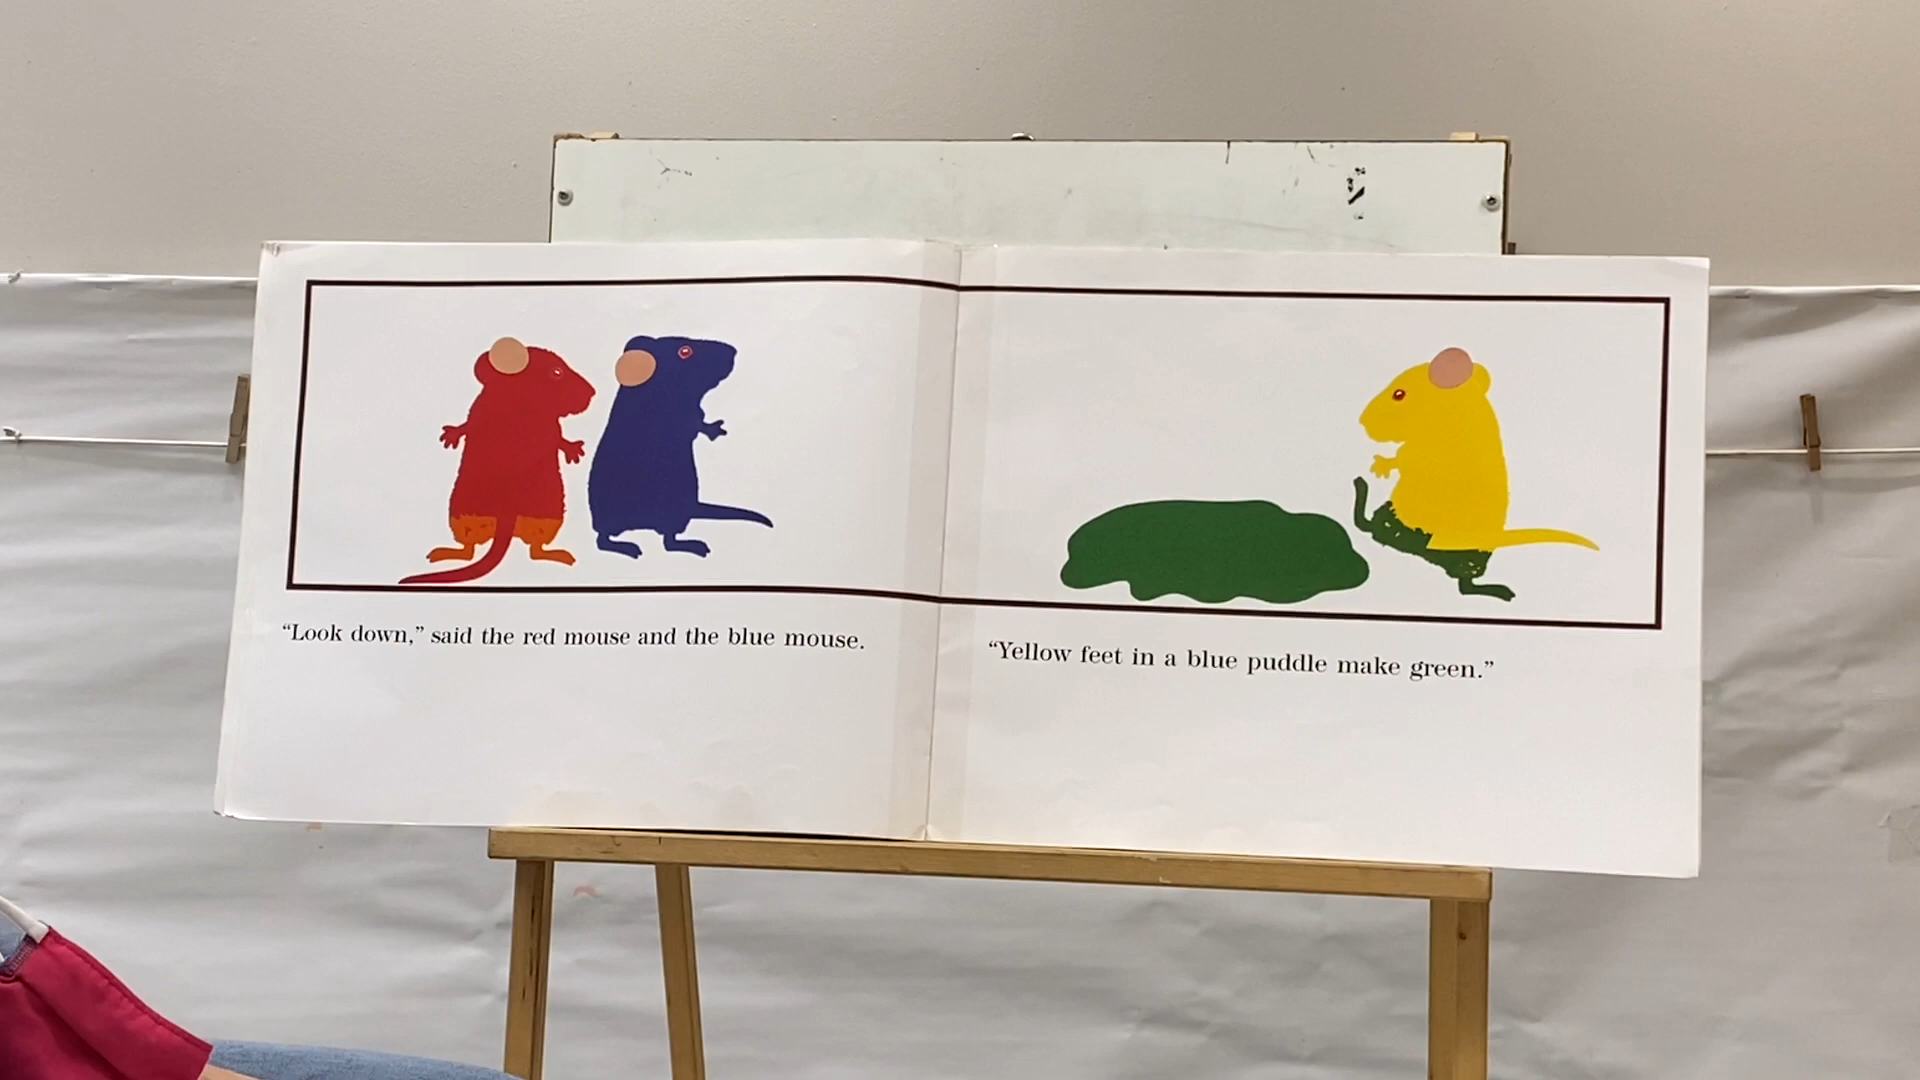 “Look down,” said the red mouse and the blue mouse.
“Yellow feet in a blue puddle make green.”